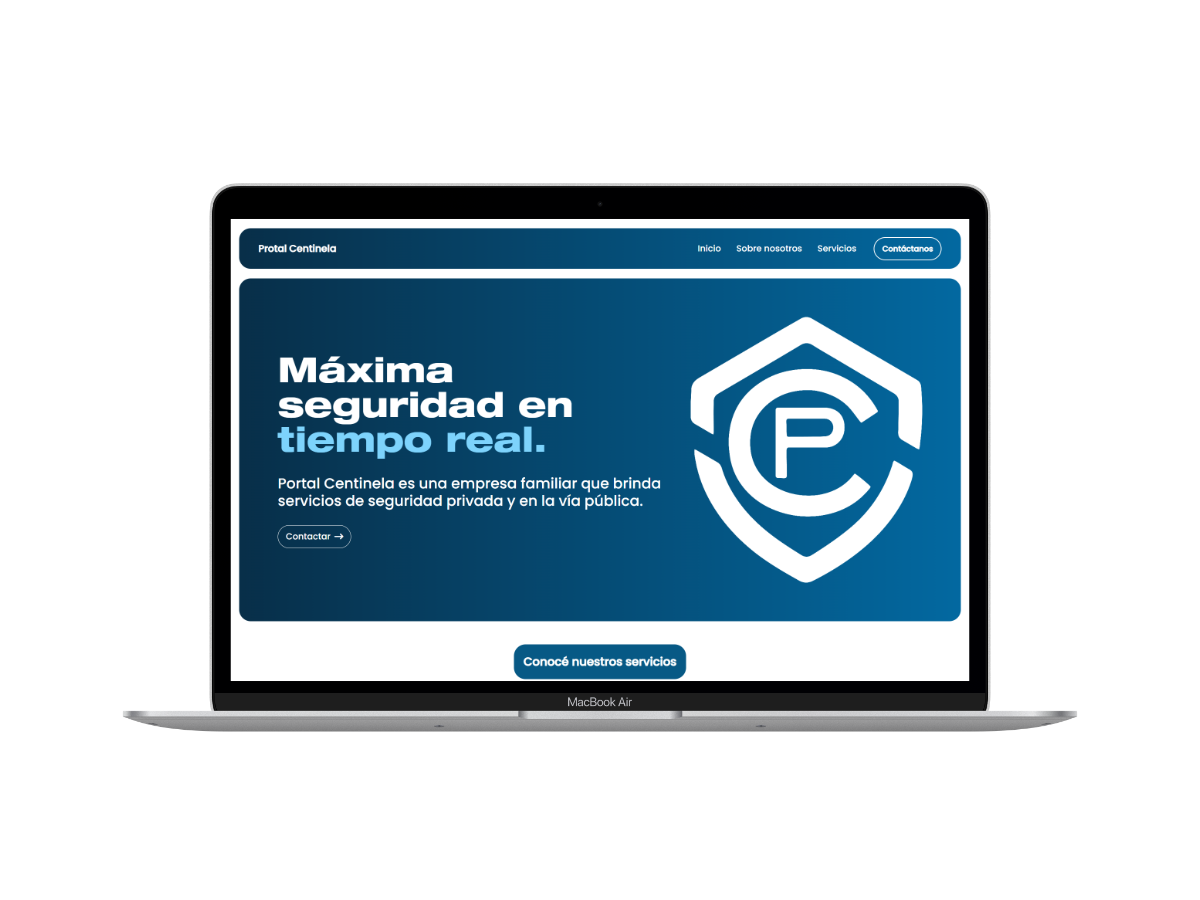 Protal Centinela
Inicio
Sobre nosotros
Servicios
Contáctanos
Máxima
seguridad en
tiempo real.
Portal Centinela es una empresa familiar que brinda
servicios de seguridad privada y en la vía pública.
Contactar →
CP
Conocé nuestros servicios
MacBook Air